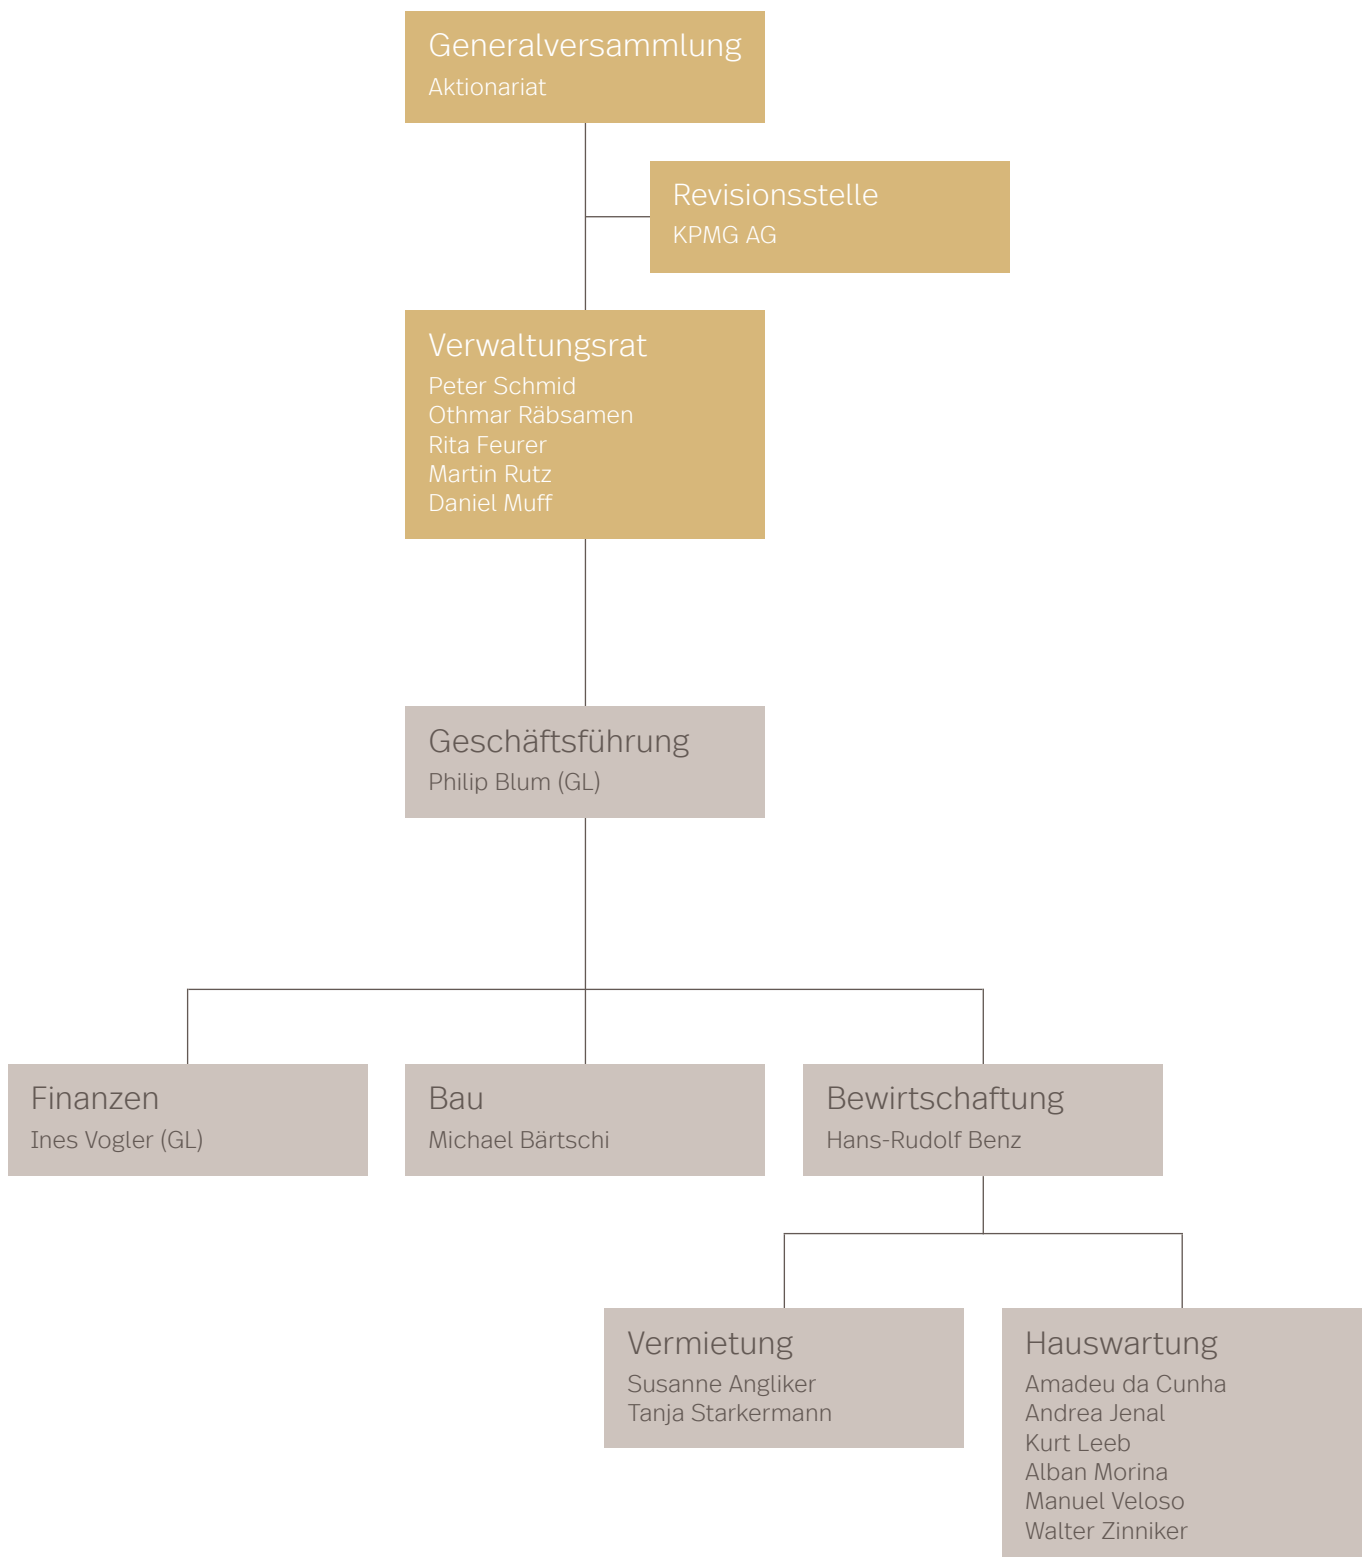 Generalversammlung
Aktionariat
Revisionsstelle
KPMG AG
Verwaltungsrat
Peter Schmid
Othmar Räbsamen
Rita Feurer
Martin Rutz
Daniel Muff
Geschäftsführung
Philip Blum (GL)
Finanzen
Ines Vogler (GL)
Bau
Michael Bärtschi
Bewirtschaftung
Hans-Rudolf Benz
Vermietung
Susanne Angliker
Tanja Starkermann
Hauswartung
Amadeu da Cunha
Andrea Jenal
Kurt Leeb
Alban Morina
Manuel Veloso
Walter Zinniker